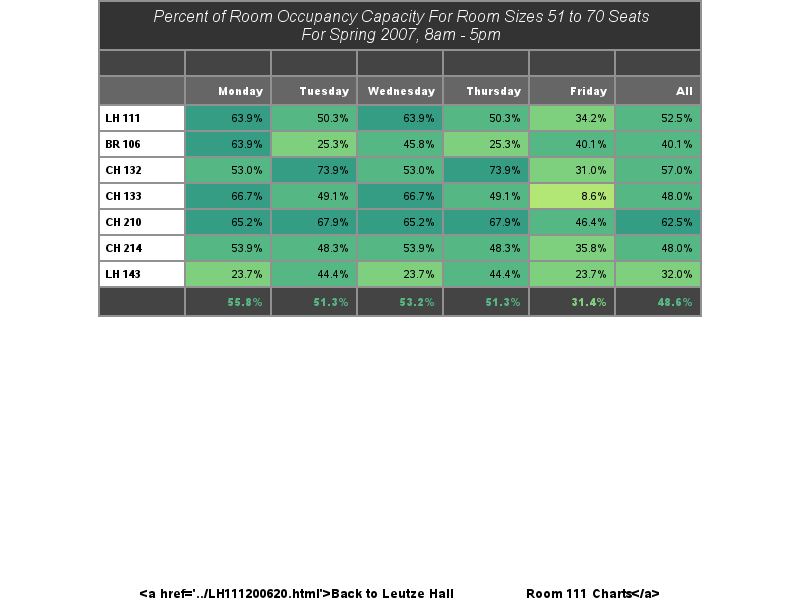 Percent of Room Occupancy Capacity For Room Sizes 51 to 70 Seats
For Spring 2007, 8am - 5pm
Monday Tuesday Wednesday Thursday Friday All
LH 111 63.9% 50.3% 63.9% 50.3% 34.2% 52.5%
BR 106 63.9% 25.3% 45.8% 25.3% 40.1% 40.1%
CH 132 53.0% 73.9% 53.0% 73.9% 31.0% 57.0%
CH 133 66.7% 49.1% 66.7% 49.1% 8.6% 48.0%
CH 210 65.2% 67.9% 65.2% 67.9% 46.4% 62.5%
CH 214 53.9% 48.3% 53.9% 48.3% 35.8% 48.0%
LH 143 23.7% 44.4% 23.7% 44.4% 23.7% 32.0%
55.8% 51.3% 53.2% 51.3% 31.4% 48.6%
<a href='../LH111200620.html'>Back to Leutze Hall Room 111 Charts</a>